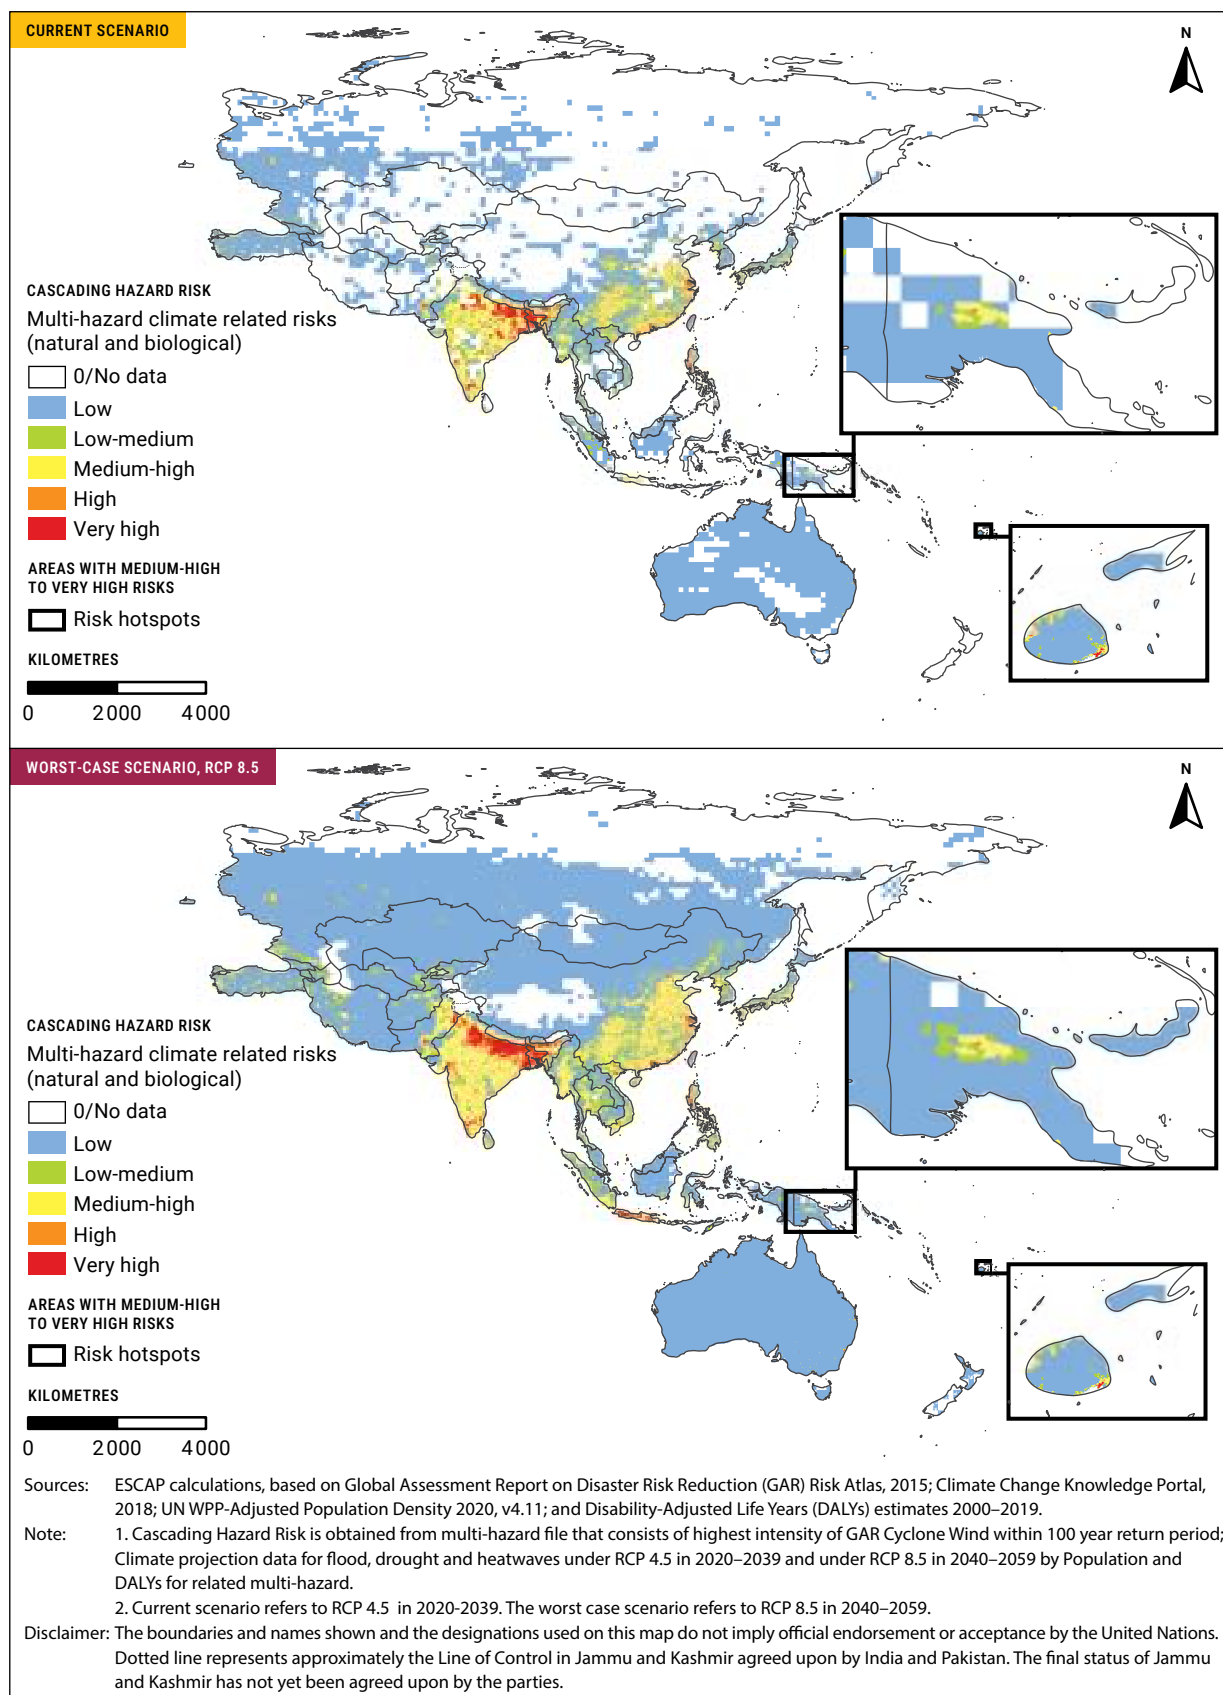 CURRENT SCENARIO
N
CASCADING HAZARD RISK
Multi-hazard climate related risks
(natural and biological)
0/No data
Low
Low-medium
Medium-high
High
Very high
AREAS WITH MEDIUM-HIGH
TO VERY HIGH RISKS
Risk hotspots
KILOMETRES
0 2 000 4 000
WORST-CASE SCENARIO, RCP 8.5
N
CASCADING HAZARD RISK
Multi-hazard climate related risks
(natural and biological)
0/No data
Low
Low-medium
Medium-high
High
Very high
AREAS WITH MEDIUM-HIGH
TO VERY HIGH RISKS
Risk hotspots
KILOMETRES
0 2 000 4 000
Sources: ESCAP calculations, based on Global Assessment Report on Disaster Risk Reduction (GAR) Risk Atlas, 2015; Climate Change Knowledge Portal,
2018; UN WPP-Adjusted Population Density 2020, v4.11; and Disability-Adjusted Life Years (DALYs) estimates 2000–2019.
Note: 1. Cascading Hazard Risk is obtained from multi-hazard file that consists of highest intensity of GAR Cyclone Wind within 100 year return period;
Climate projection data for flood, drought and heatwaves under RCP 4.5 in 2020–2039 and under RCP 8.5 in 2040–2059 by Population and
DALYs for related multi-hazard.
2. Current scenario refers to RCP 4.5 in 2020-2039. The worst case scenario refers to RCP 8.5 in 2040–2059.
Disclaimer: The boundaries and names shown and the designations used on this map do not imply official endorsement or acceptance by the United Nations.
Dotted line represents approximately the Line of Control in Jammu and Kashmir agreed upon by India and Pakistan. The final status of Jammu
and Kashmir has not yet been agreed upon by the parties.